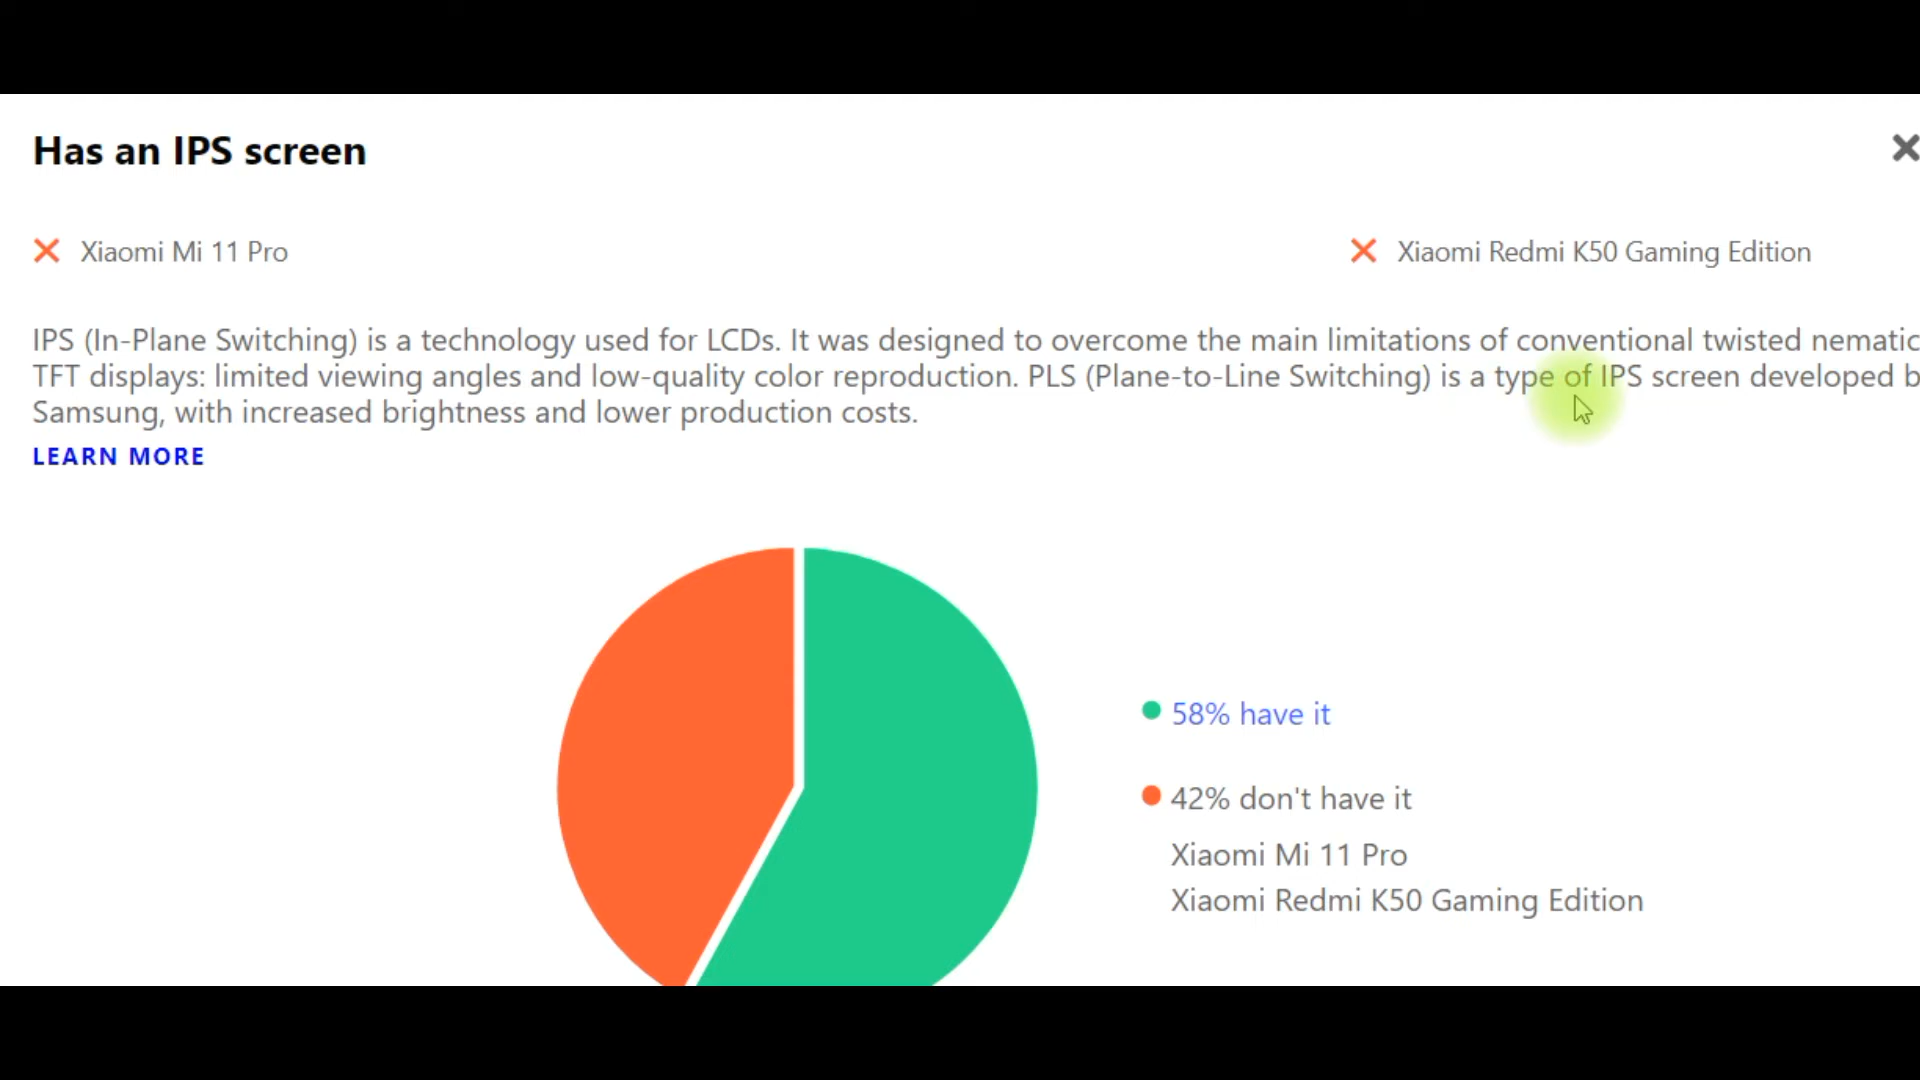 Has an IPS screen
Xiaomi Mi 11 Pro
Xiaomi Redmi K50 Gaming Edition
IPS (In-Plane Switching) is a technology used for LCDs. It was designed to overcome the main limitations of conventional twisted nematic
TFT displays: limited viewing angles and low-quality color reproduction. PLS (Plane-to-Line Switching) is a type of IPS screen developed b
Samsung, with increased brightness and lower production costs.
LEARN MORE
58% have it
42% don't have it
Xiaomi Mi 11 Pro
Xiaomi Redmi K50 Gaming Edition